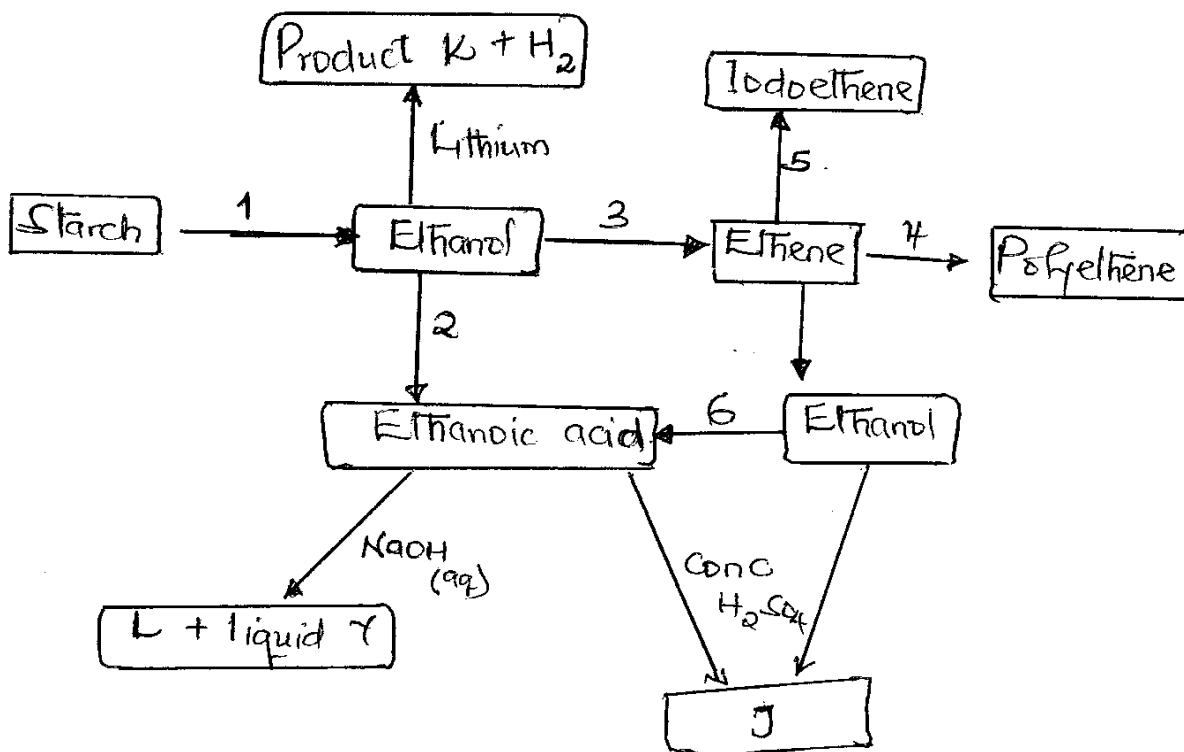 Product K + H2
Iodoethene
Lithium
5
Starch
1
Ethanol
3
Ethene
4
Polyethene
2
Ethanoic acid
6
Ethanol
NaOH
(aq)
Conc
H2SO4
L + liquid Y
J